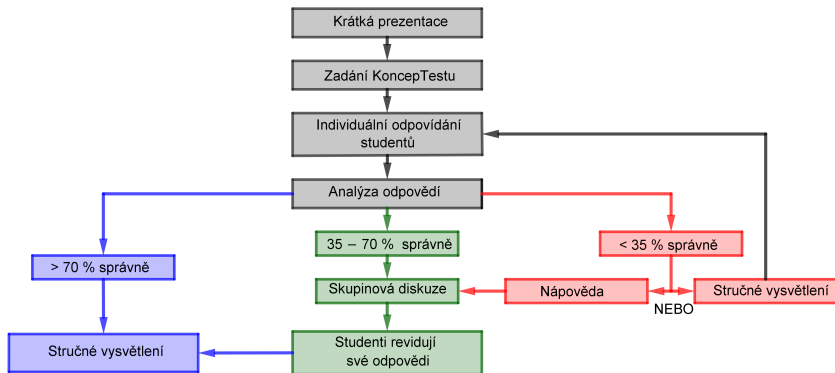 Krátká prezentace
Zadání KoncepTestu
Individuální odpovídání
studentů
Analýza odpovědí
35 – 70 % správně
< 35 % správně
> 70 % správně
Skupinová diskuze
Nápověda
Stručné vysvětlení
NEBO
Stručné vysvětlení
Studenti revidují
své odpovědi